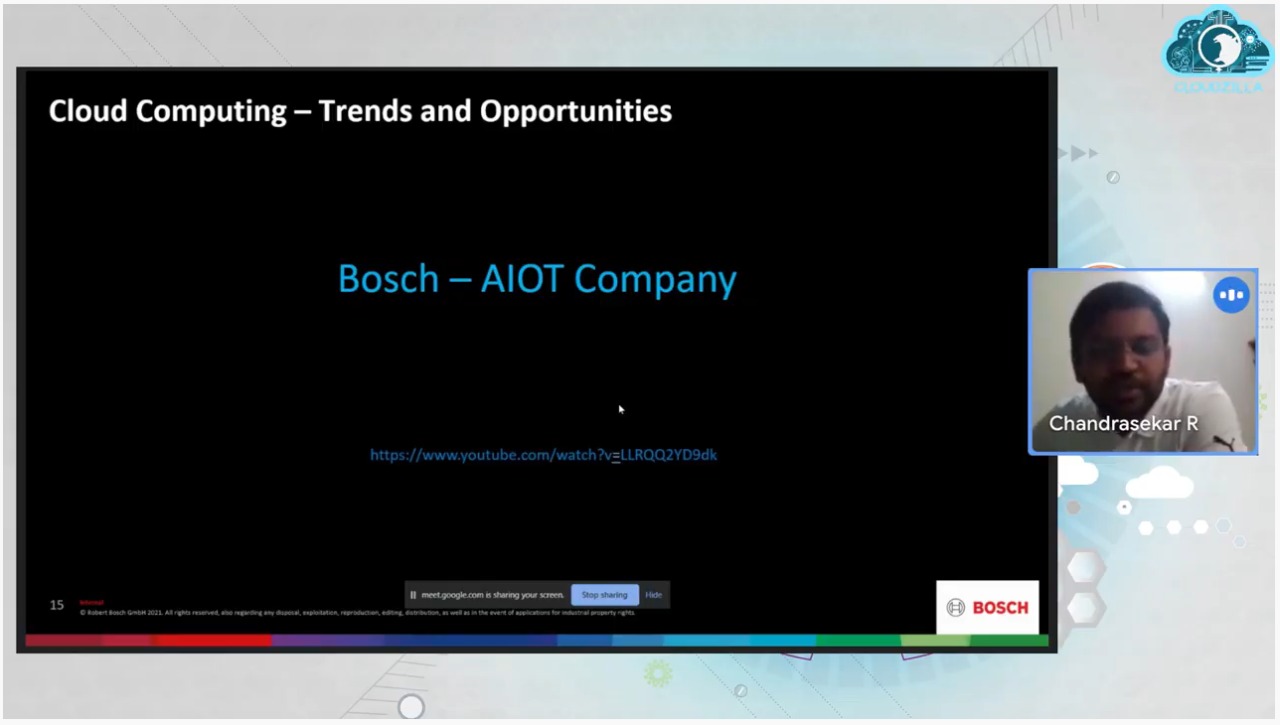 CLOUDZILLA
Cloud Computing – Trends and Opportunities
Bosch – AIOT Company
Chandrasekar R
https://www.youtube.com/watch?v=LLRQQ2YD9dk
meet.google.com is sharing your screen.
Stop sharing
Hide
15
Internal
© Robert Bosch GmbH 2021. All rights reserved, also regarding any disposal, exploitation, reproduction, editing, distribution, as well as in the event of applications for industrial property rights.
BOSCH